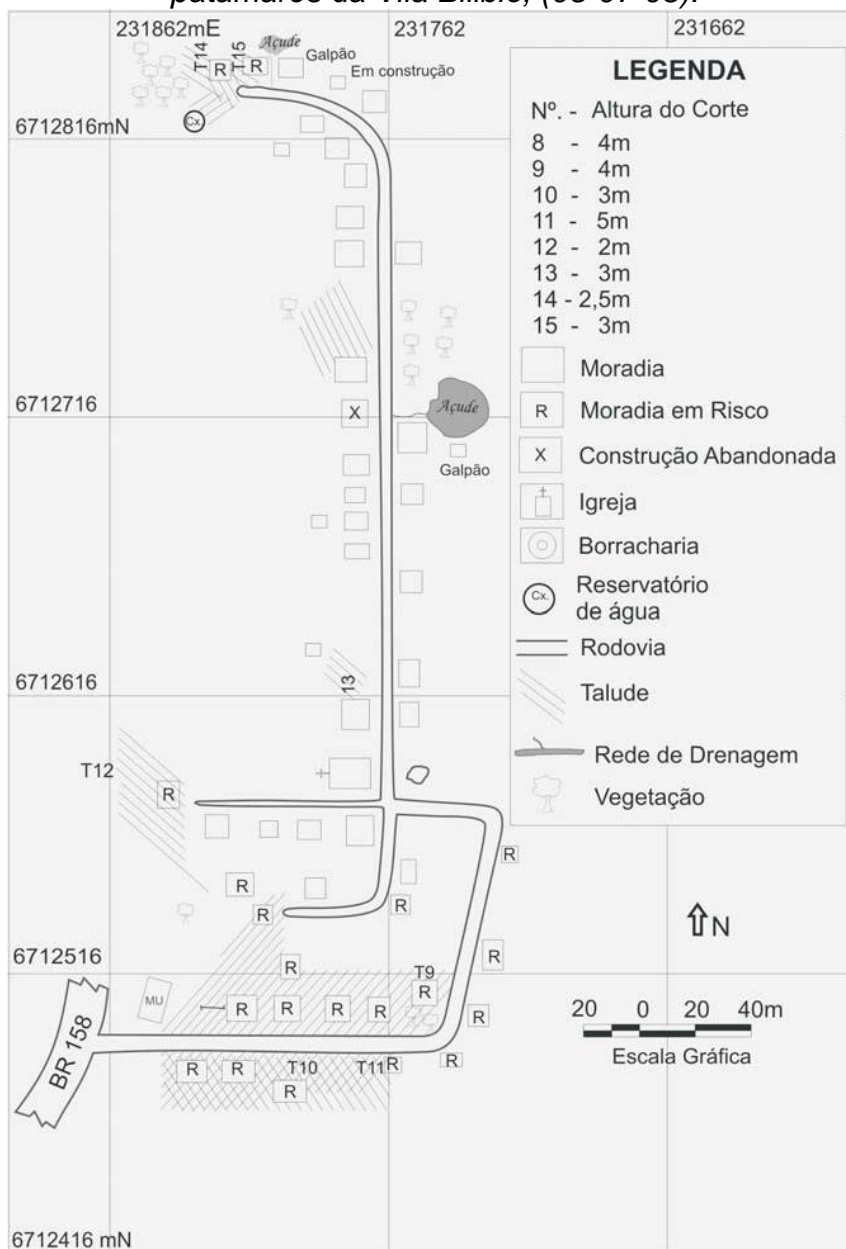 patamares da Vila Bilibio, (05-07-08).
231862mE 231762 231662
T14 T15 Açude Galpão
Em construção
Cx.
6712816mN
6712716
X
Açude
Galpão
6712616
13
T12
R
R
R
R
R
6712516
R
R
T9
R
MU
R R R R
R
BR 158
R R T10 T11 R R
R
6712416 mN
LEGENDA
Nº. - Altura do Corte
8 - 4m
9 - 4m
10 - 3m
11 - 5m
12 - 2m
13 - 3m
14 - 2,5m
15 - 3m
Moradia
R Moradia em Risco
X Construção Abandonada
Igreja
Borracharia
Cx. Reservatório
de água
Rodovia
Talude
Rede de Drenagem
Vegetação
N
20 0 20 40m
Escala Gráfica